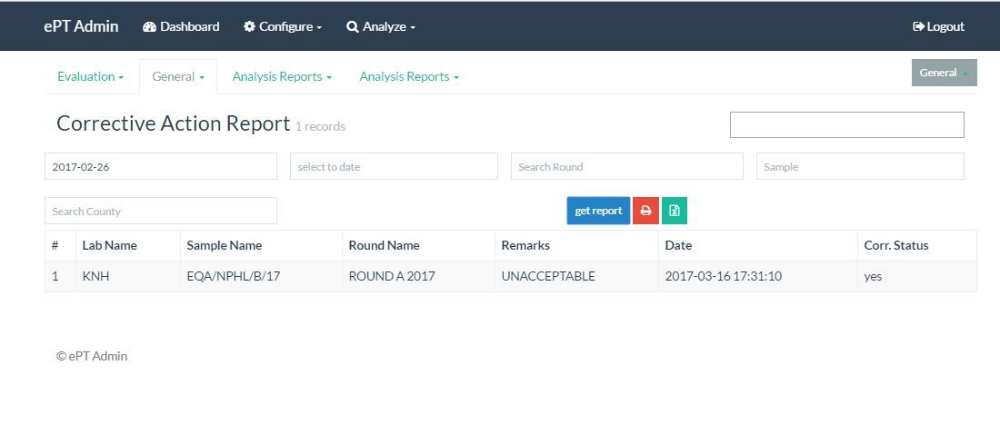 ePT Admin Dashboard Configure Analyze Logout
Evaluation General Analysis Reports Analysis Reports General
Corrective Action Report 1 records
2017-02-26 select to date Search Round Sample
Search County get report
# Lab Name Sample Name Round Name Remarks Date Corr. Status
1 KNH EQA/NPHL/B/17 ROUND A 2017 UNACCEPTABLE 2017-03-16 17:31:10 yes
© ePT Admin